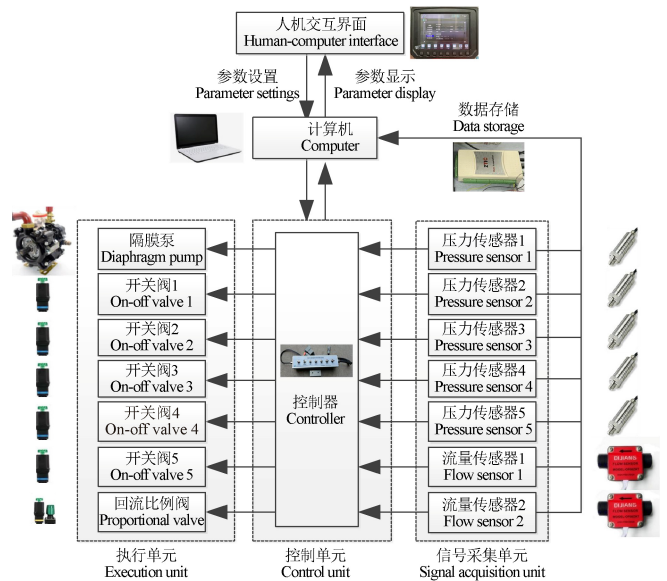 人机交互界面
Human-computer interface
参数设置
Parameter settings
参数显示
Parameter display
数据存储
Data storage
计算机
Computer
隔膜泵
Diaphragm pump
开关阀1
On-off valve 1
开关阀2
On-off valve 2
开关阀3
On-off valve 3
开关阀4
On-off valve 4
开关阀5
On-off valve 5
回流比例阀
Proportional valve
控制器
Controller
压力传感器1
Pressure sensor 1
压力传感器2
Pressure sensor 2
压力传感器3
Pressure sensor 3
压力传感器4
Pressure sensor 4
压力传感器5
Pressure sensor 5
流量传感器1
Flow sensor 1
流量传感器2
Flow sensor 2
执行单元
Execution unit
控制单元
Control unit
信号采集单元
Signal acquisition unit
DIJIANG
FLOW SENSOR
DIJIANG
FLOW SENSOR